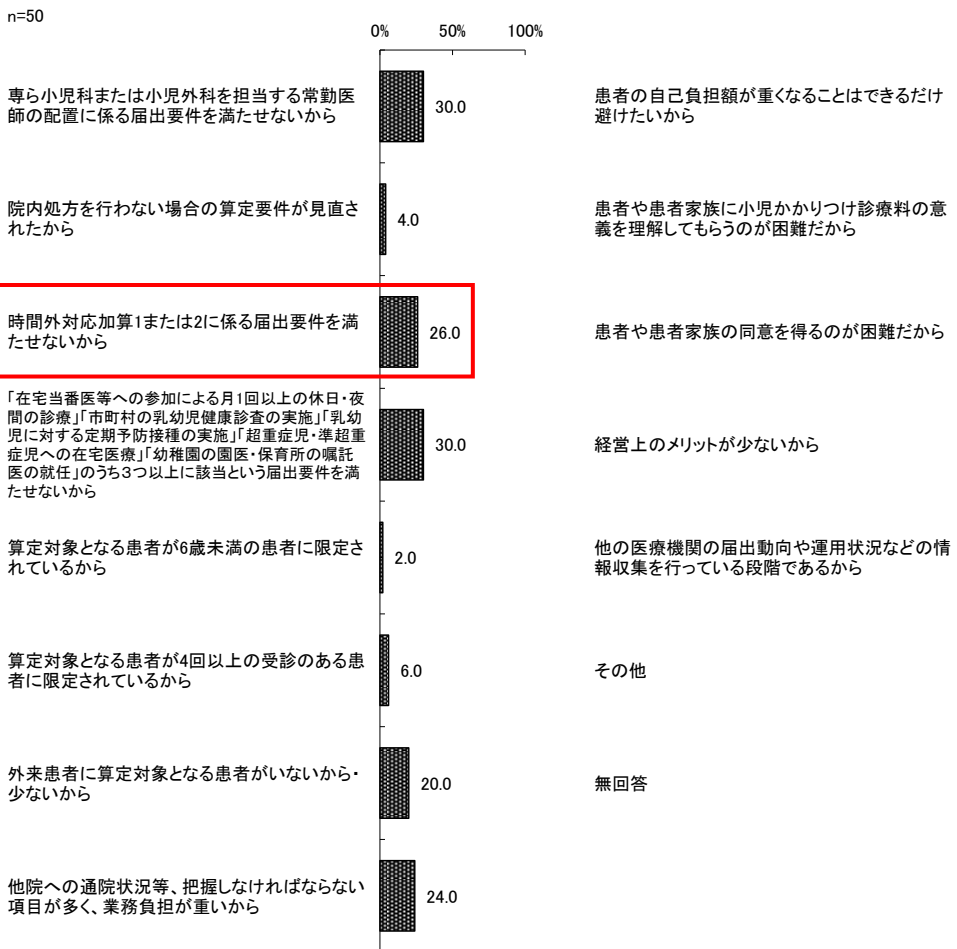 n=50
0% 50% 100%
専ら小児科または小児外科を担当する常勤医
師の配置に係る届出要件を満たせないから
30.0
院内処方を行わない場合の算定要件が見直さ
れたから
4.0
時間外対応加算1または2に係る届出要件を満
たせないから
26.0
「在宅当番医等への参加による月1回以上の休日・夜
間の診療」「市町村の乳幼児健康診査の実施」「乳幼
児に対する定期予防接種の実施」「超重症児・準超重
症児への在宅医療」「幼稚園の園医・保育所の嘱託
医の就任」のうち３つ以上に該当という届出要件を満
たせないから
30.0
算定対象となる患者が6歳未満の患者に限定さ
れているから
2.0
算定対象となる患者が4回以上の受診のある患
者に限定されているから
6.0
外来患者に算定対象となる患者がいないから・
少ないから
20.0
他院への通院状況等、把握しなければならない
項目が多く、業務負担が重いから
24.0
患者の自己負担額が重くなることはできるだけ
避けたいから
患者や患者家族に小児かかりつけ診療料の意
義を理解してもらうのが困難だから
患者や患者家族の同意を得るのが困難だから
経営上のメリットが少ないから
他の医療機関の届出動向や運用状況などの情
報収集を行っている段階であるから
その他
無回答